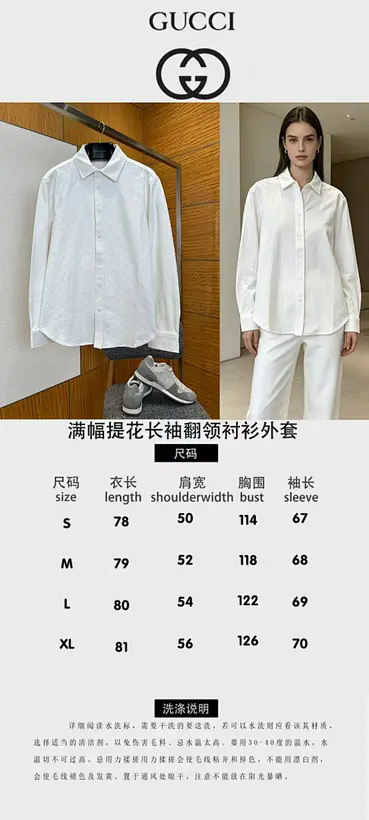 GUCCI
满幅提花长袖翻领衬衫外套
尺码
尺码 衣长 肩宽 胸围 袖长
size length shoulderwidth bust sleeve
S 78 50 114 67
M 79 52 118 68
L 80 54 122 69
XL 81 56 126 70
洗涤说明
详细阅读水洗标，需要干洗的要送洗，若可以水洗则应看该其材质，
选择适当的清洁剂，以免伤害毛料。总水温太高。要用30-40度的温水，水
温切不可过高。忌用力揉搓用力揉搓会使毛线粘并和掉色，不能用漂白剂，
会使毛线褪色及发黄。置于通风处晾干，注意不能放在阳光暴晒。